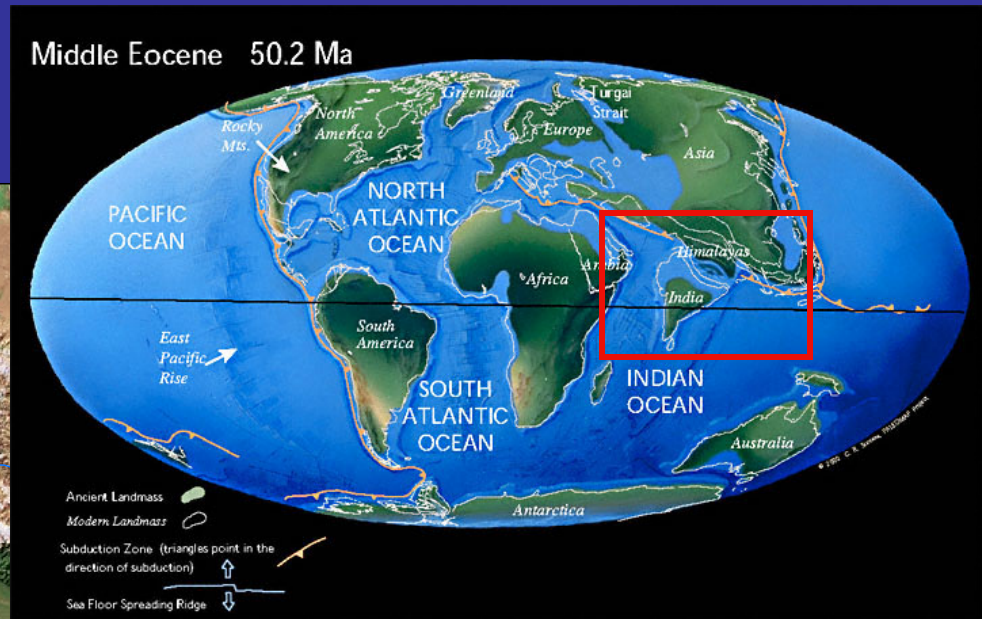 Middle Eocene 50.2 Ma
Greenland
Turgai
Strait
North
America
Rocky
Mts.
Europe
Asia
NORTH
ATLANTIC
OCEAN
PACIFIC
OCEAN
Himalayas
Arabia
Africa
India
South
America
East
Pacific
Rise
SOUTH
ATLANTIC
OCEAN
INDIAN
OCEAN
Australia
Antarctica
Ancient Landmass
Modern Landmass
Subduction Zone (triangles point in the
direction of subduction)
Sea Floor Spreading Ridge